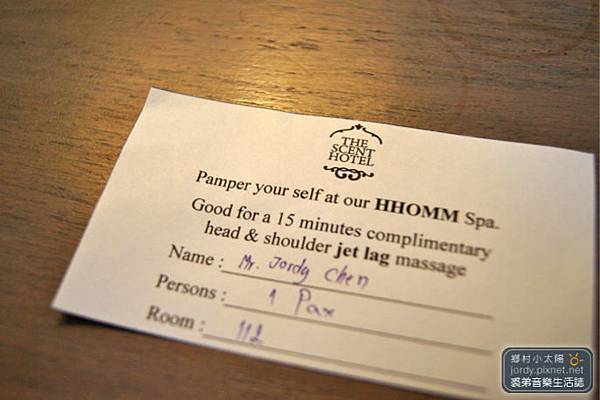 THE
SCENT
HOTEL
Pamper your self at our HHOMM Spa.
Good for a 15 minutes complimentary
head & shoulder jet lag massage
Name : Mr. Jordy Chen
Persons : 1 Pax
Room : 112
鄉村小太陽
jordy.pixnet.net
裘弟音樂生活誌